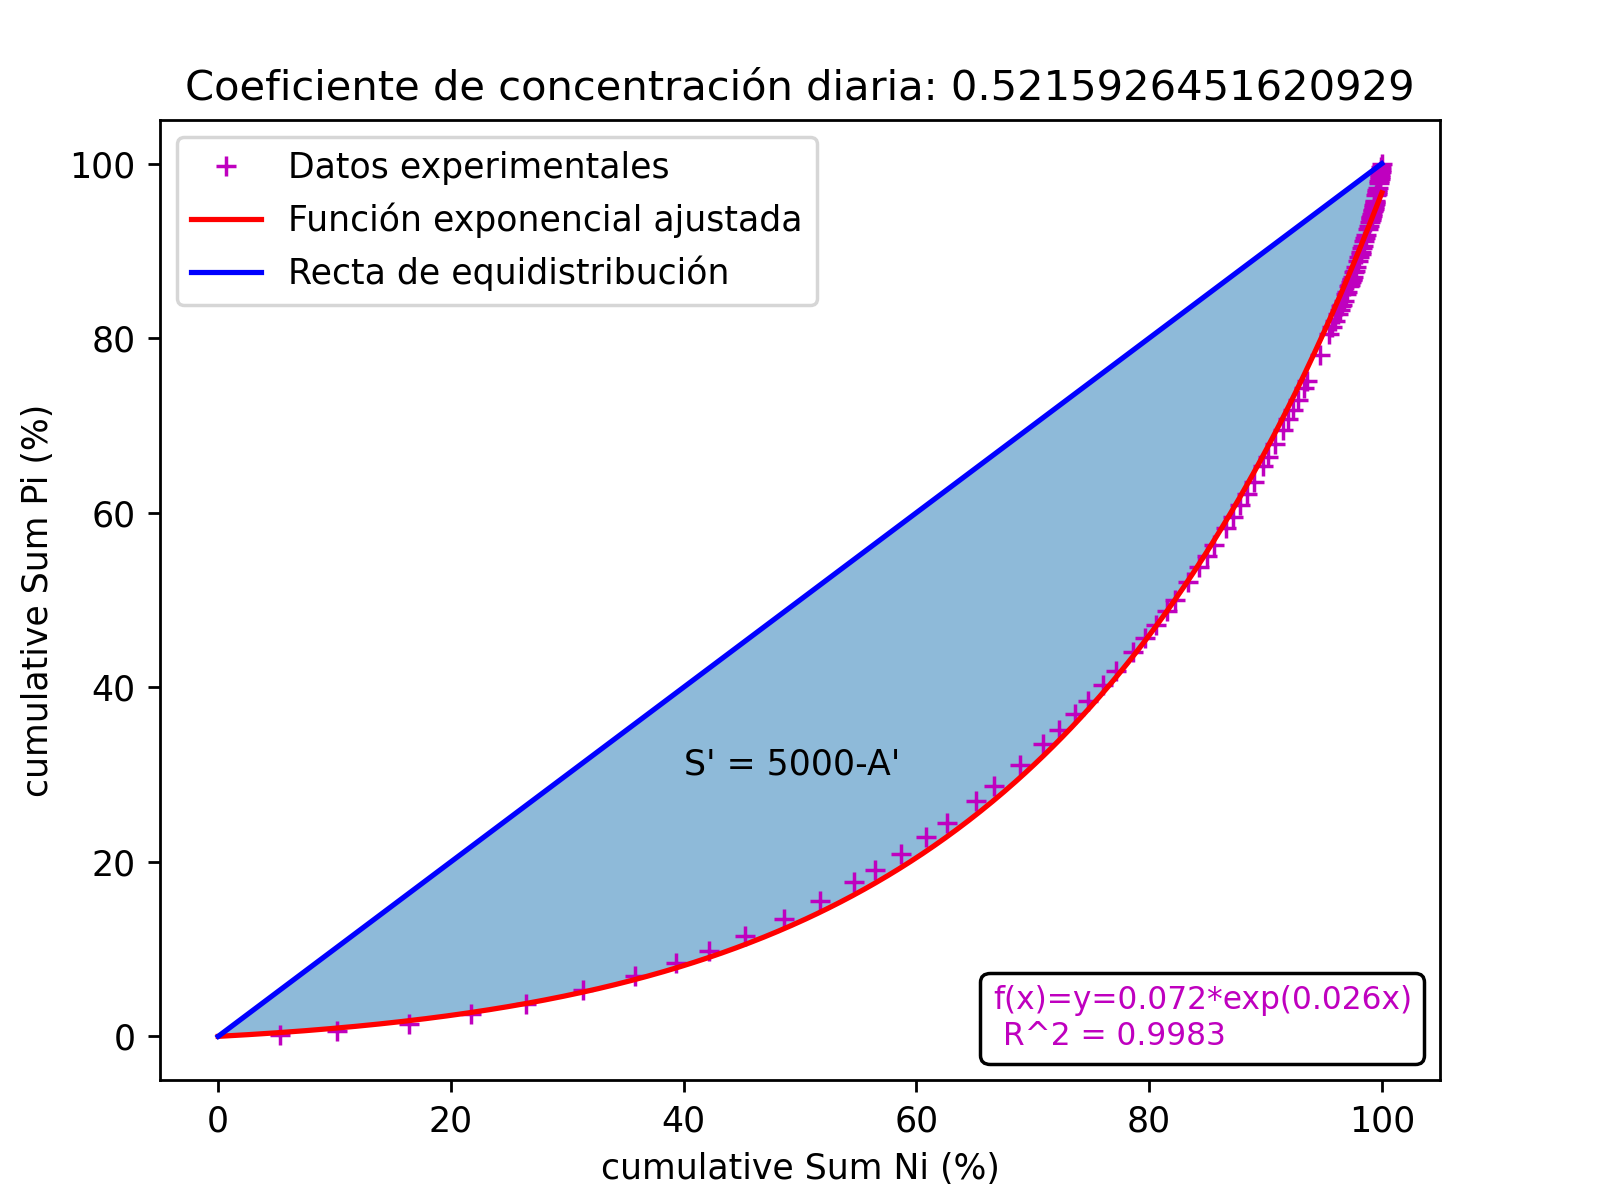 Coeficiente de concentración diaria: 0.5215926451620929
Datos experimentales
Función exponencial ajustada
Recta de equidistribución
100
80
60
40
20
0
cumulative Sum Pi (%)
S' = 5000-A'
f(x)=y=0.072*exp(0.026x)
R^2 = 0.9983
0 20 40 60 80 100
cumulative Sum Ni (%)